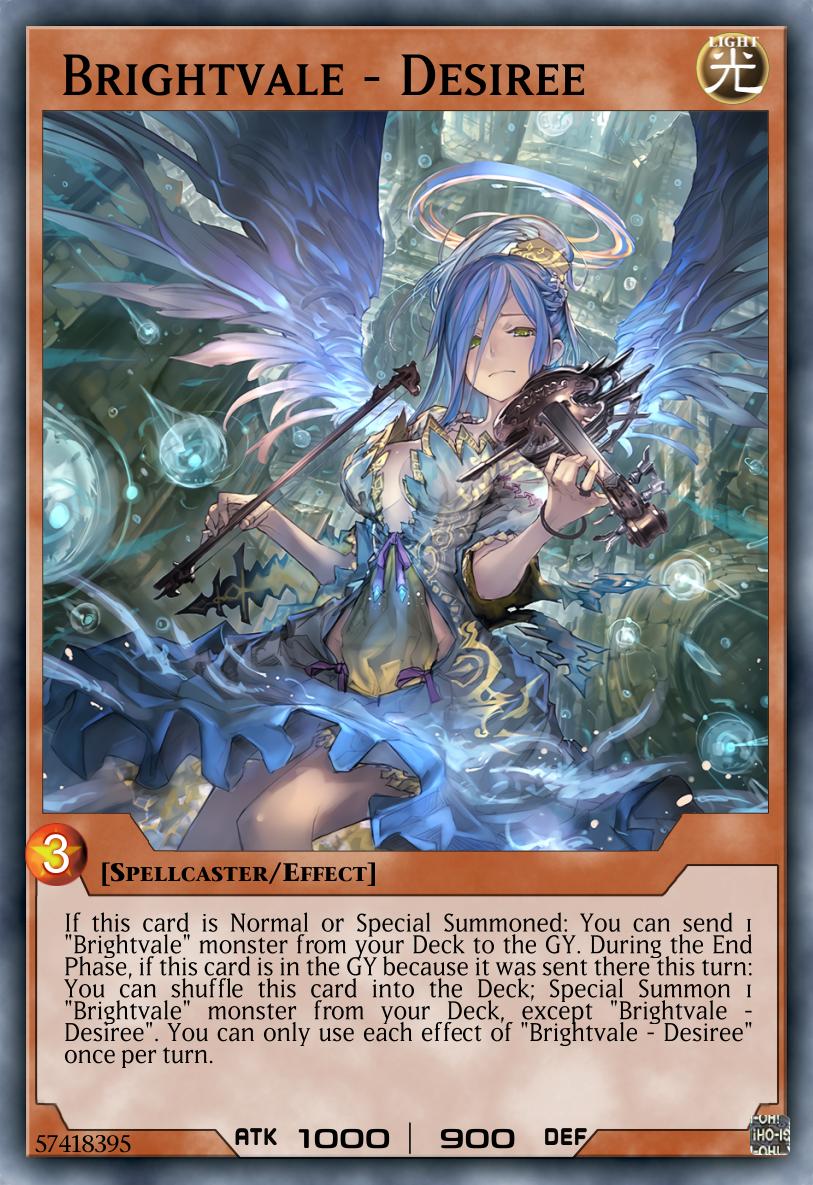 Brightvale - Desiree
LIGHT
光
3
[Spellcaster/Effect]
If this card is Normal or Special Summoned: You can send 1
"Brightvale" monster from your Deck to the GY. During the End
Phase, if this card is in the GY because it was sent there this turn:
You can shuffle this card into the Deck; Special Summon 1
"Brightvale" monster from your Deck, except "Brightvale -
Desiree". You can only use each effect of "Brightvale - Desiree"
once per turn.
57418395
ATK 1000 | 900 DEF